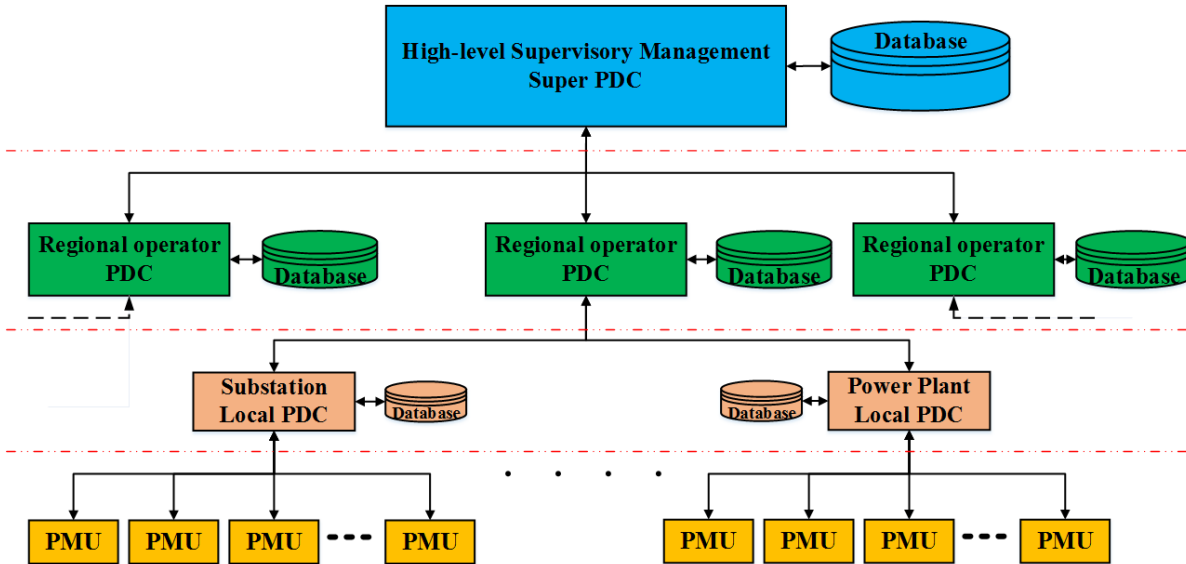 High-level Supervisory Management
Super PDC
Database
Regional operator
PDC
Database
Regional operator
PDC
Database
Regional operator
PDC
Database
Substation
Local PDC
Database
Database
Power Plant
Local PDC
PMU
PMU
PMU
PMU
PMU
PMU
PMU
PMU